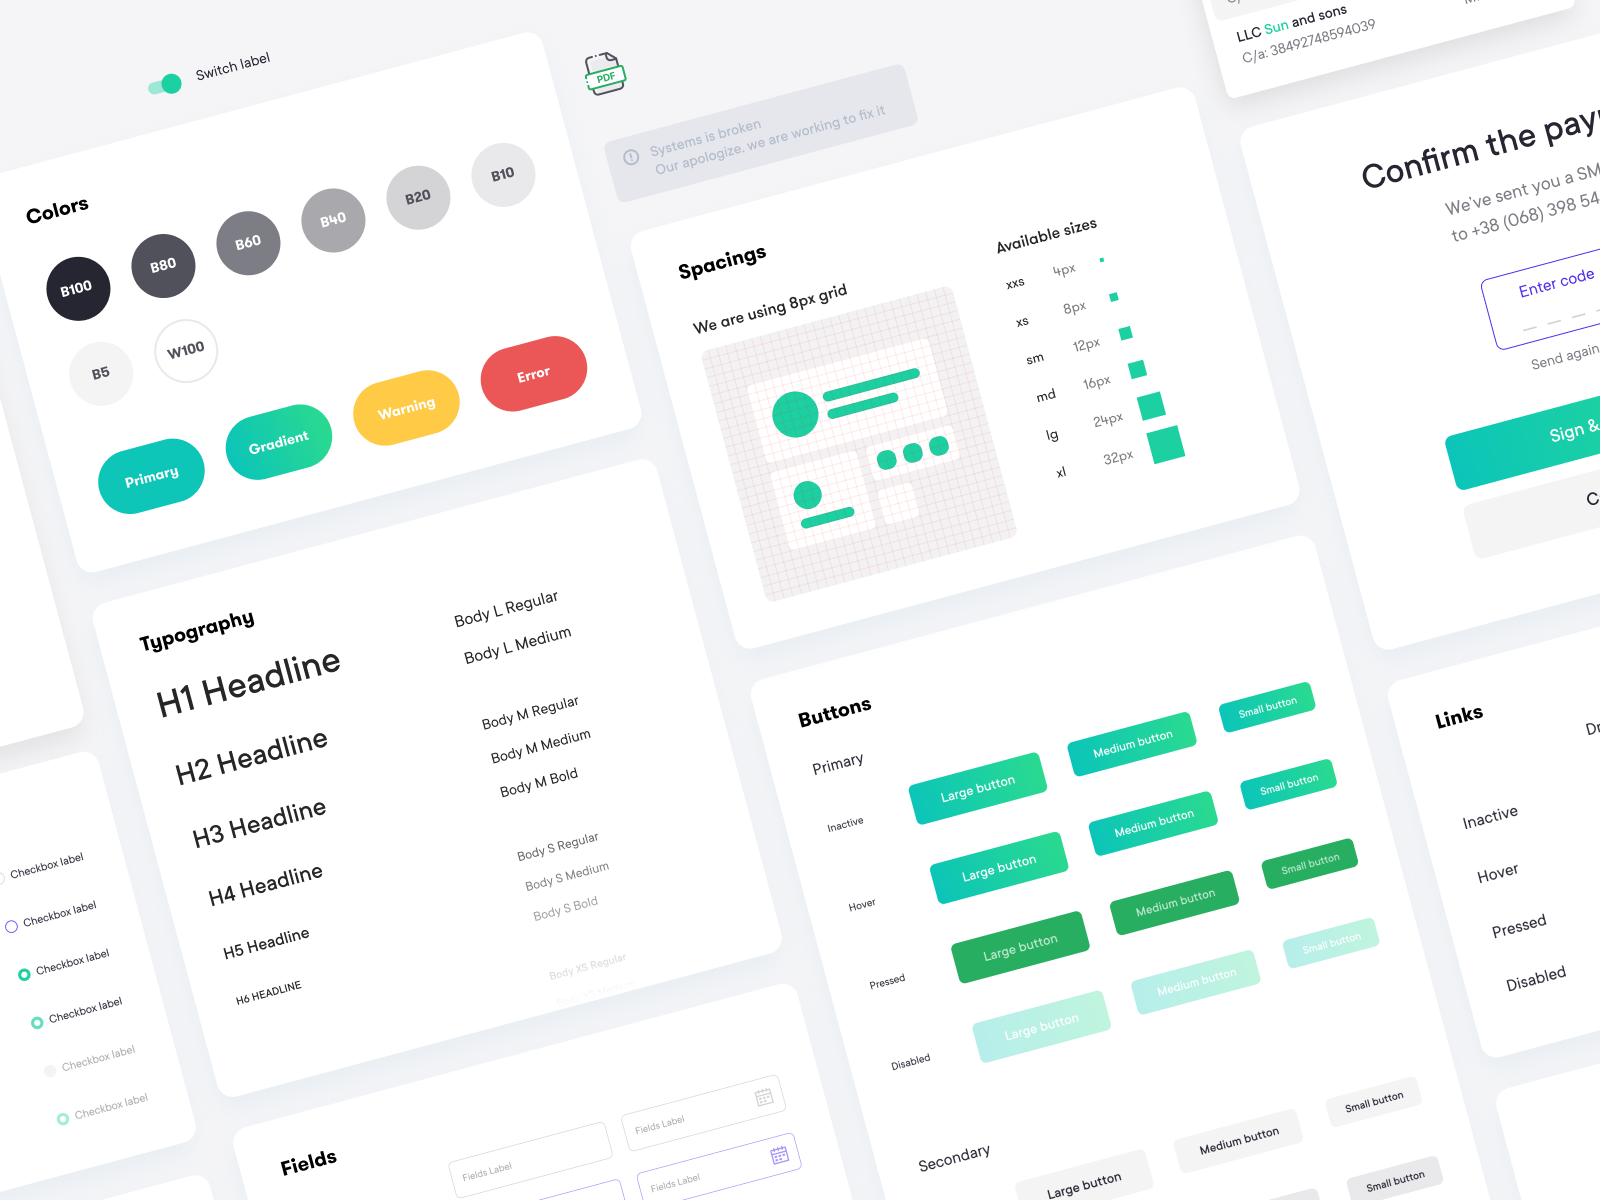 Switch label
Colors
B100
B80
B60
B40
B20
B10
B5
W100
Primary
Gradient
Warning
Error
PDF
Systems is broken
Our apologize. we are working to fix it
LLC Sun and sons
C/a: 38492748594039
Spacings
We are using 8px grid
Available sizes
xxs 4px
xs 8px
sm 12px
md 16px
lg 24px
xl 32px
Confirm the pay
We've sent you a SM
to +38 (068) 398 54
Enter code
Send again
Sign &
Typography
H1 Headline
H2 Headline
H3 Headline
H4 Headline
H5 Headline
H6 HEADLINE
Body L Regular
Body L Medium
Body M Regular
Body M Medium
Body M Bold
Body S Regular
Body S Medium
Body S Bold
Body XS Regular
Body XS Medium
Buttons
Primary
Large button
Medium button
Small button
Inactive
Large button
Medium button
Small button
Hover
Large button
Medium button
Small button
Pressed
Large button
Medium button
Small button
Disabled
Secondary
Large button
Medium button
Small button
Small button
Links
Inactive
Hover
Pressed
Disabled
Checkbox label
Checkbox label
Checkbox label
Checkbox label
Checkbox label
Checkbox label
Fields
Fields Label
Fields Label
Fields Label